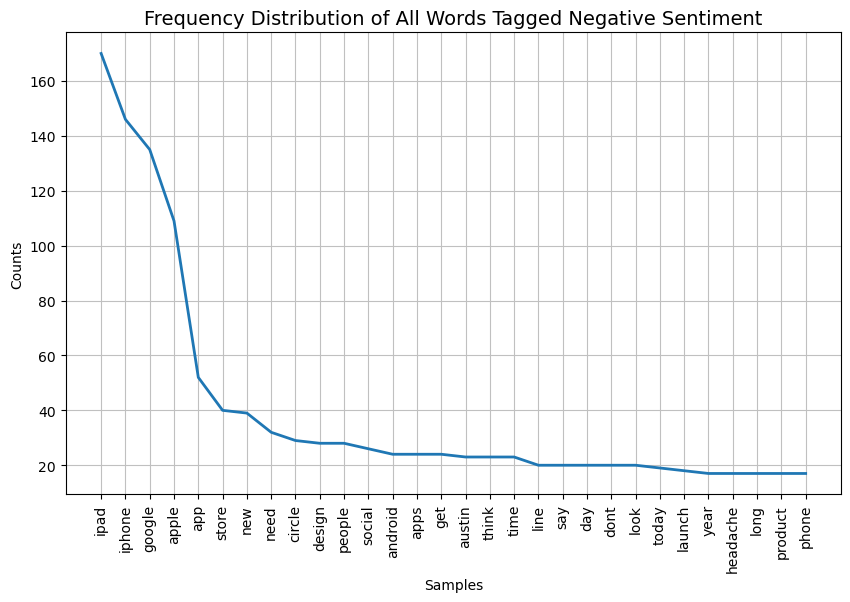 Frequency Distribution of All Words Tagged Negative Sentiment
160
140
120
100
80
60
40
20
Counts
ipad
iphone
google
apple
app
store
new
need
circle
design
people
social
android
apps
get
austin
think
time
line
say
day
dont
look
today
launch
year
headache
long
product
phone
Samples